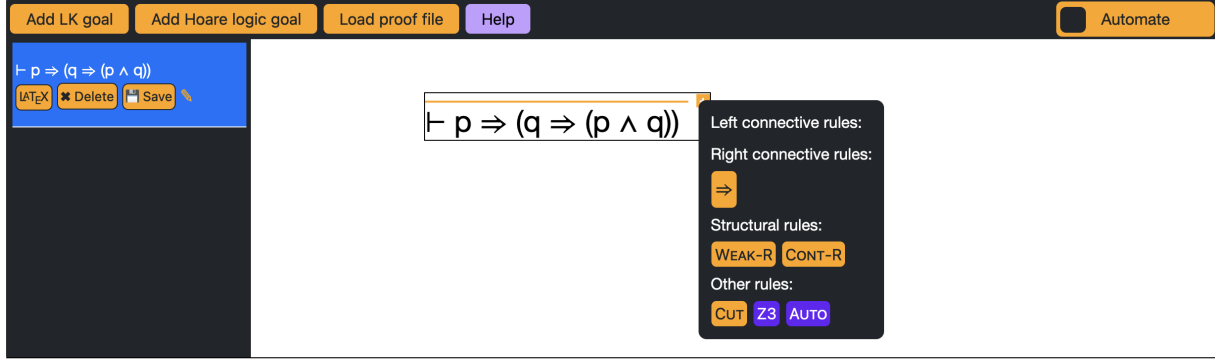 Add LK goal Add Hoare logic goal Load proof file Help Automate
⊢ p ⇒ (q ⇒ (p ∧ q))
LATEX ✖ Delete 💾 Save ✎
⊢ p ⇒ (q ⇒ (p ∧ q))
Left connective rules:
Right connective rules:
⇒
Structural rules:
WEAK-R CONT-R
Other rules:
CUT Z3 AUTO